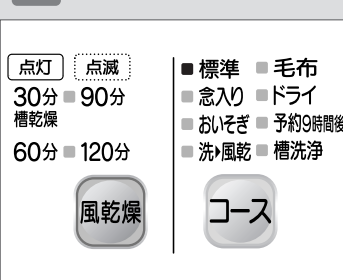 点灯 点滅
30分 90分
槽乾燥
60分 120分
風乾燥
標準 毛布
念入り ドライ
おいそぎ 予約9時間後
洗▶風乾 槽洗浄
コース